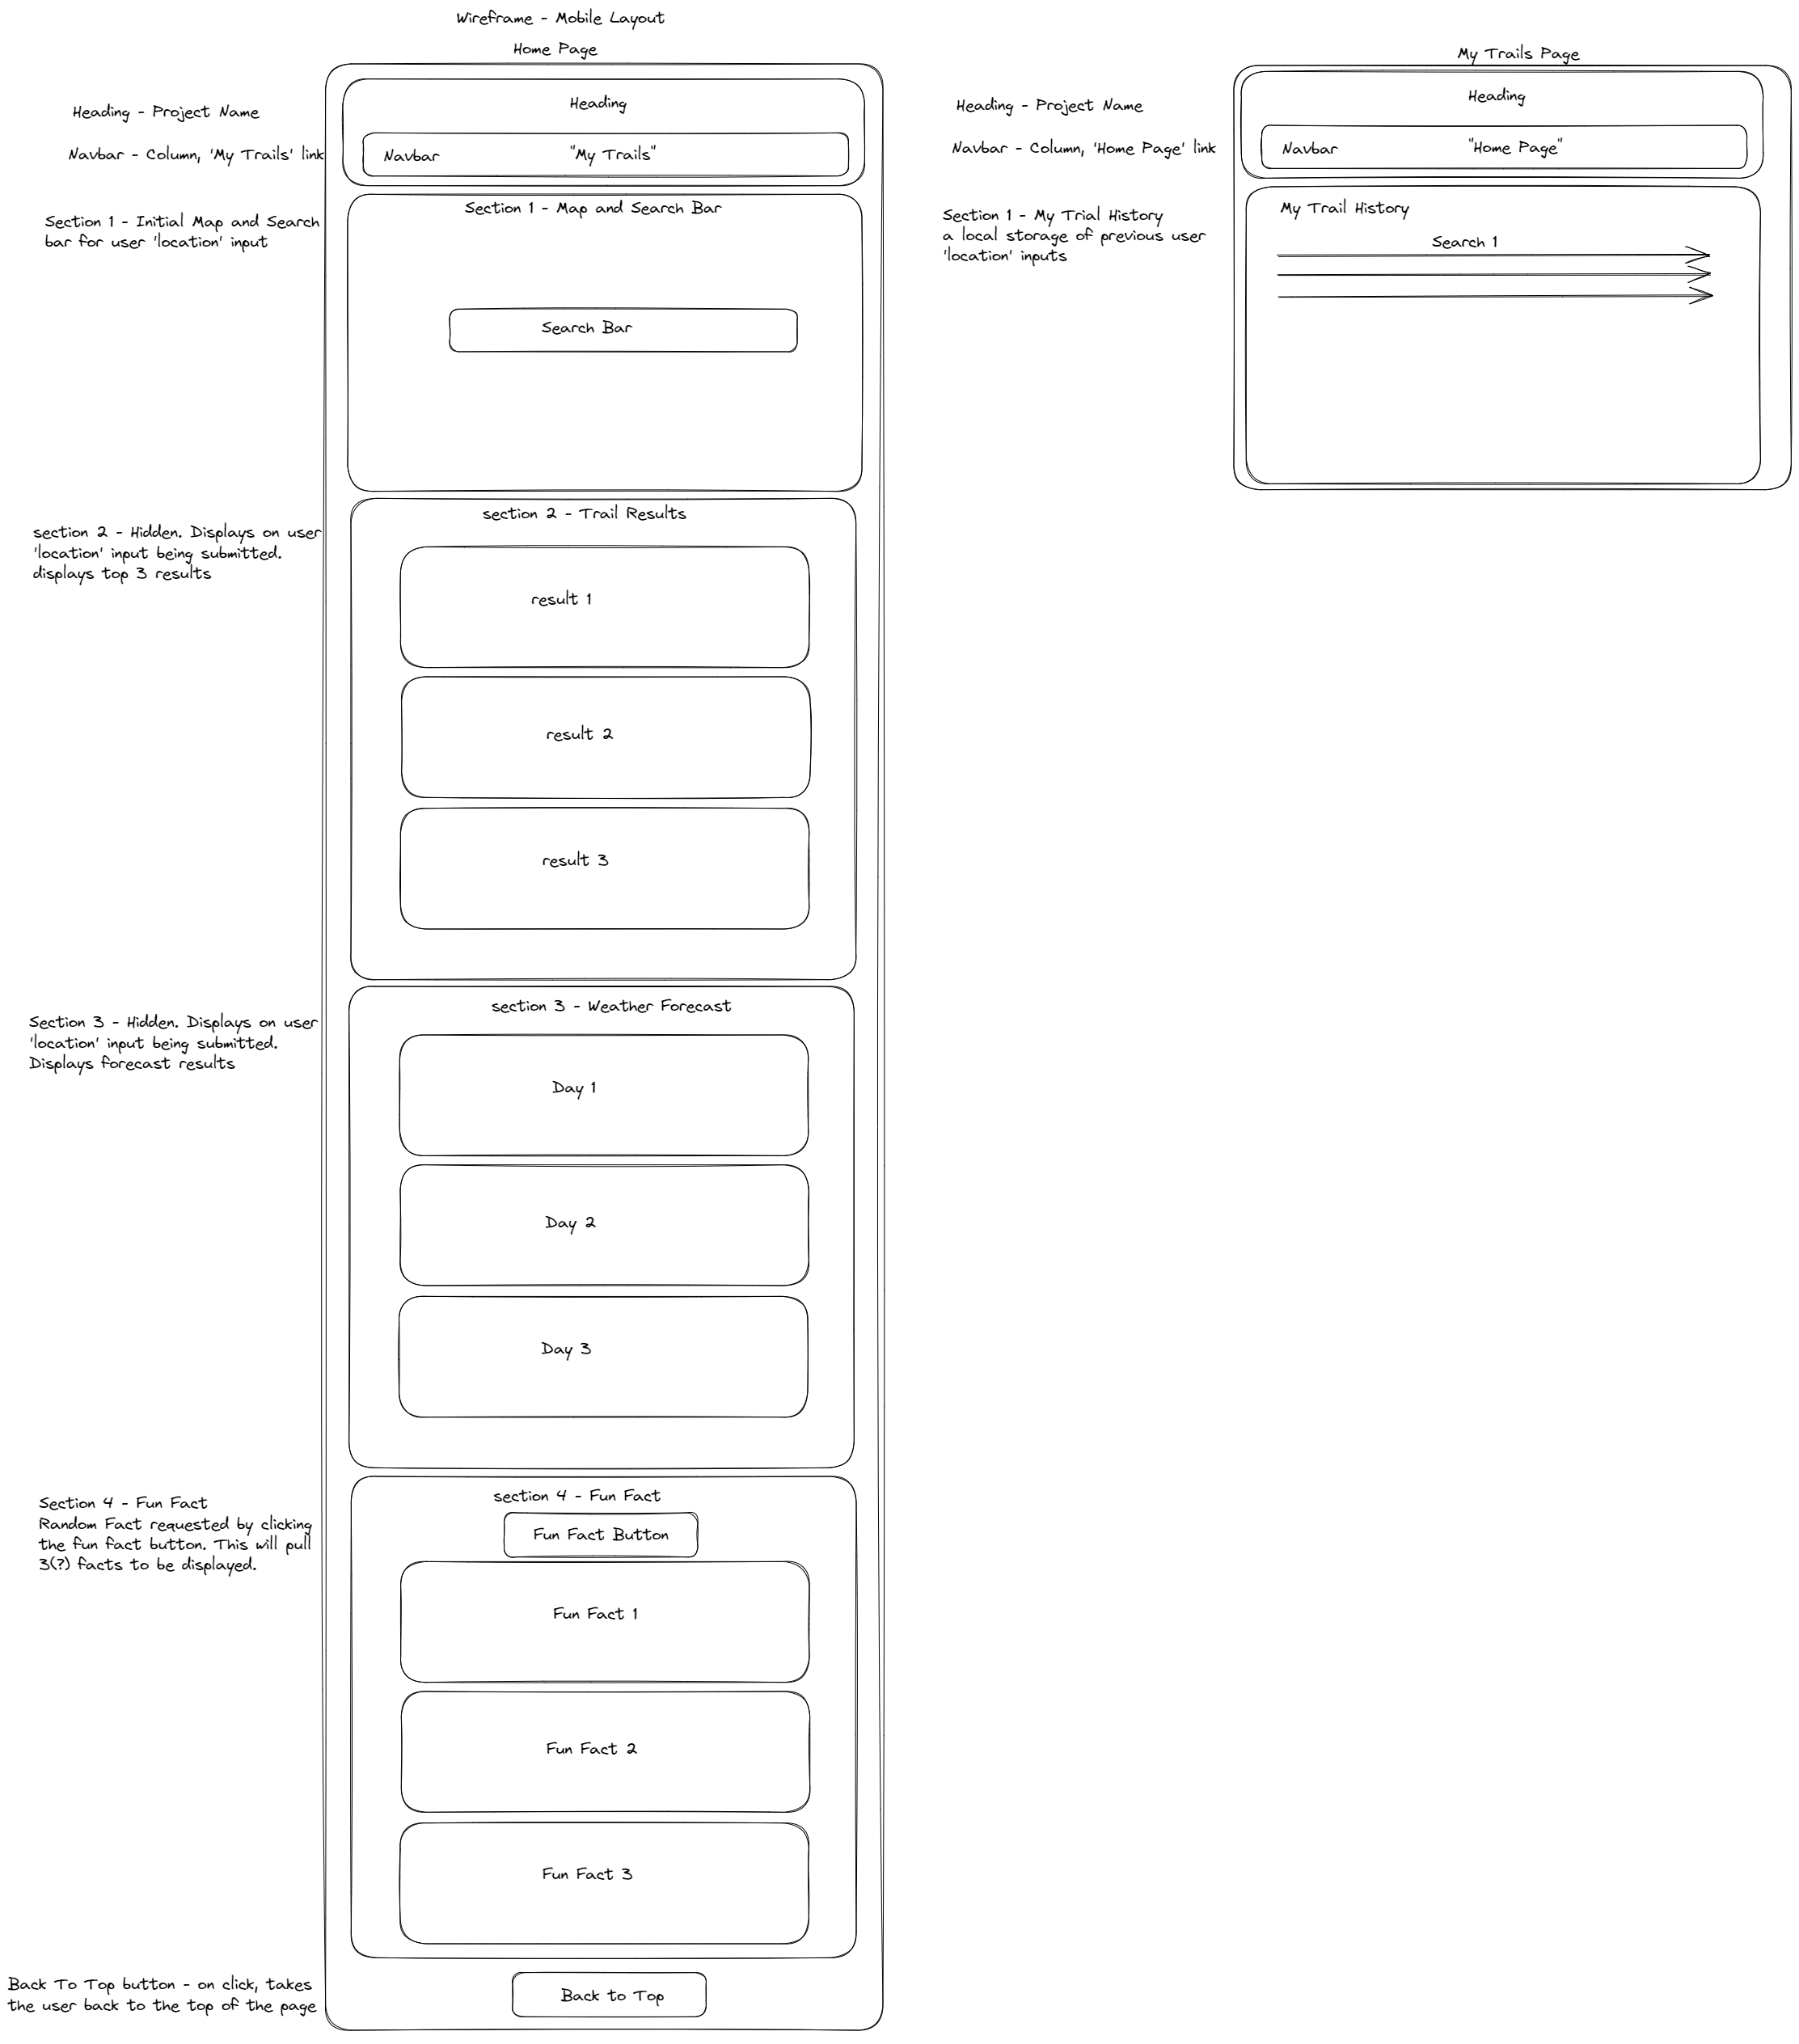 Wireframe - Mobile Layout
Home Page
Heading - Project Name
Navbar - Column, 'My Trails' link
Heading
Navbar
"My Trails"
Section 1 - Initial Map and Search
bar for user 'location' input
Section 1 - Map and Search Bar
Search Bar
section 2 - Hidden. Displays on user
'location' input being submitted.
displays top 3 results
section 2 - Trail Results
result 1
result 2
result 3
Section 3 - Hidden. Displays on user
'location' input being submitted.
Displays forecast results
section 3 - Weather Forecast
Day 1
Day 2
Day 3
Section 4 - Fun Fact
Random Fact requested by clicking
the fun fact button. This will pull
3(?) facts to be displayed.
section 4 - Fun Fact
Fun Fact Button
Fun Fact 1
Fun Fact 2
Fun Fact 3
Back To Top button - on click, takes
the user back to the top of the page
Back to Top
My Trails Page
Heading - Project Name
Navbar - Column, 'Home Page' link
Heading
Navbar
"Home Page"
Section 1 - My Trial History
a local storage of previous user
'location' inputs
My Trail History
Search 1